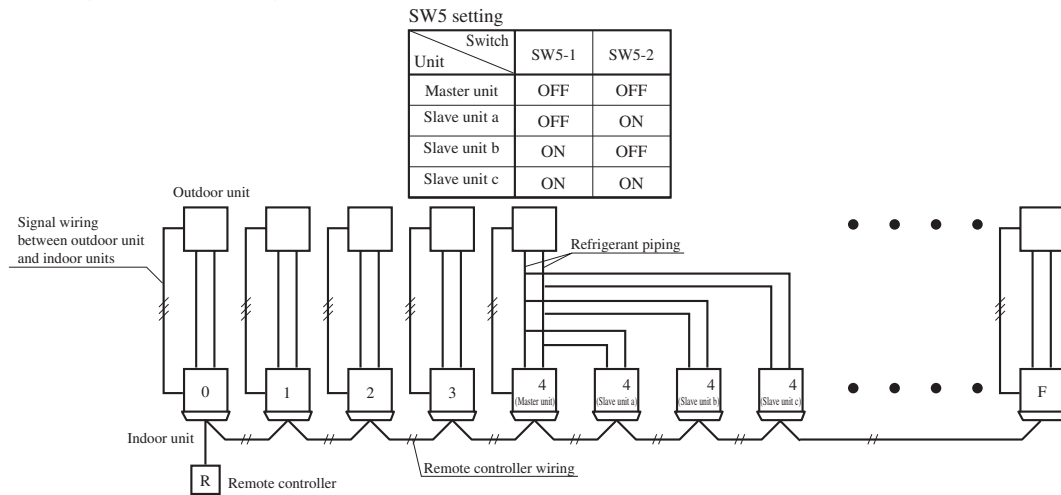 SW5 setting
Switch
Unit
SW5-1 SW5-2
Master unit OFF OFF
Slave unit a OFF ON
Slave unit b ON OFF
Slave unit c ON ON
Outdoor unit
Signal wiring
between outdoor unit
and indoor units
Refrigerant piping
0 1 2 3 4 4 4 4 F
(Master unit) (Slave unit a) (Slave unit b) (Slave unit c)
Indoor unit
Remote controller wiring
R Remote controller